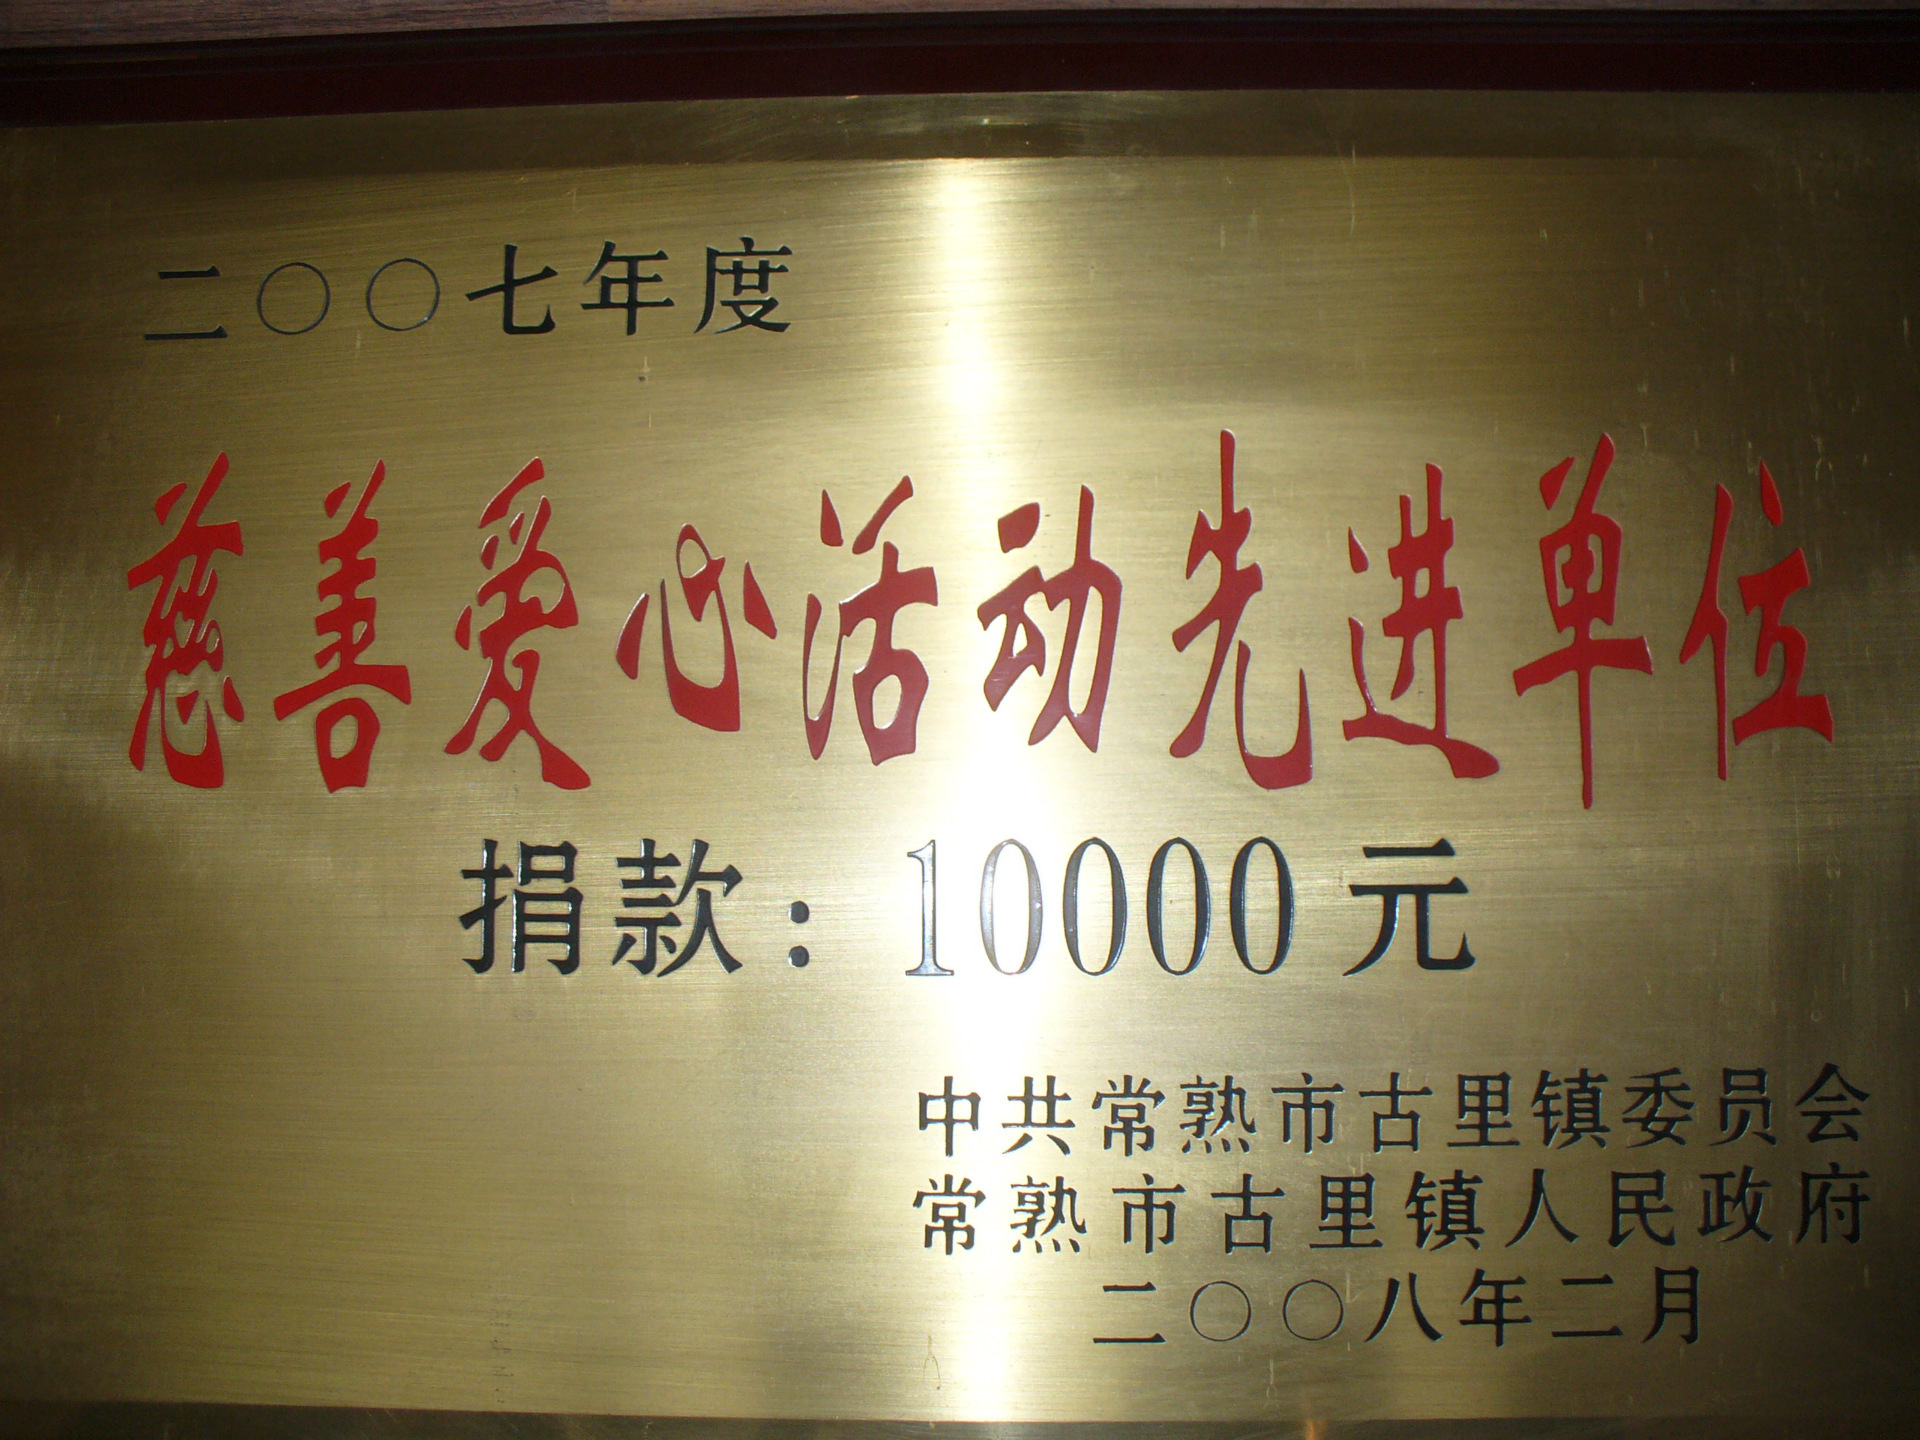 二〇〇七年度
慈善爱心活动先进单位
捐款：10000元
中共常熟市古里镇委员会
常熟市古里镇人民政府
二〇〇八年二月